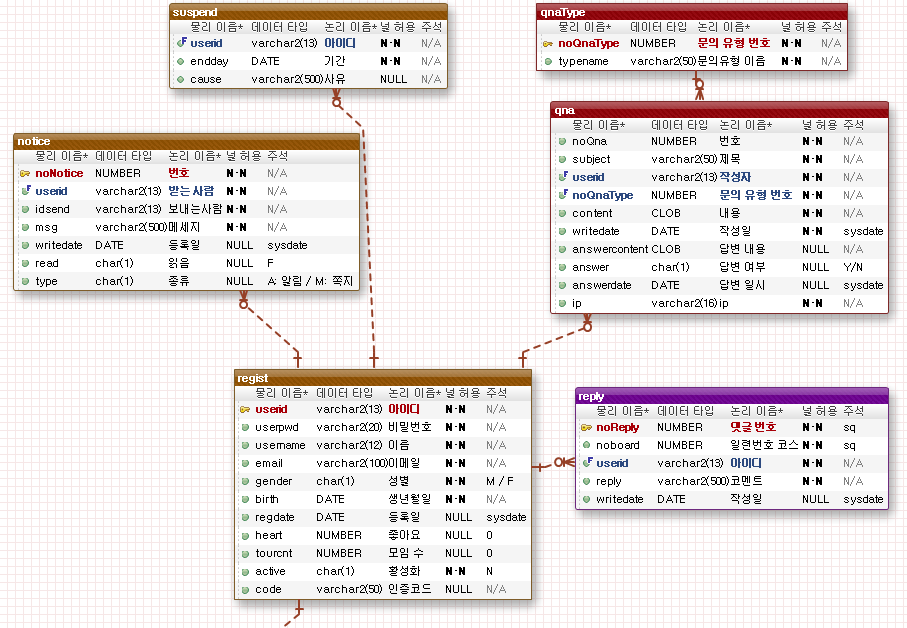 suspend
물리 이름* 데이터 타입 논리 이름* 널 허용 주석
userid varchar2(13) 아이디 N-N N/A
endday DATE 기간 N-N N/A
cause varchar2(500) 사유 NULL N/A
qnaType
물리 이름* 데이터 타입 논리 이름* 널 허용 주석
noQnaType NUMBER 문의 유형 번호 N-N N/A
typename varchar2(50) 문의유형 이름 N-N N/A
notice
물리 이름* 데이터 타입 논리 이름* 널 허용 주석
noNotice NUMBER 번호 N-N N/A
userid varchar2(13) 받는사람 N-N N/A
idsend varchar2(13) 보내는사람 N-N N/A
msg varchar2(500) 메세지 N-N N/A
writedate DATE 등록일 NULL sysdate
read char(1) 읽음 NULL F
type char(1) 종류 NULL A: 알림 / M: 쪽지
qna
물리 이름* 데이터 타입 논리 이름* 널 허용 주석
noQna NUMBER 번호 N-N N/A
subject varchar2(50) 제목 N-N N/A
userid varchar2(13) 작성자 N-N N/A
noQnaType NUMBER 문의 유형 번호 N-N N/A
content CLOB 내용 N-N N/A
writedate DATE 작성일 N-N sysdate
answercontent CLOB 답변 내용 NULL N/A
answer char(1) 답변 여부 NULL Y/N
answerdate DATE 답변 일시 NULL sysdate
ip varchar2(16) ip N-N N/A
regist
물리 이름* 데이터 타입 논리 이름* 널 허용 주석
userid varchar2(13) 아이디 N-N N/A
userpwd varchar2(20) 비밀번호 N-N N/A
username varchar2(12) 이름 N-N N/A
email varchar2(100) 이메일 N-N N/A
gender char(1) 성별 N-N M / F
birth DATE 생년월일 N-N N/A
regdate DATE 등록일 NULL sysdate
heart NUMBER 좋아요 NULL 0
tourcnt NUMBER 모임 수 NULL 0
active char(1) 활성화 N-N N
code varchar2(50) 인증코드 NULL N/A
reply
물리 이름* 데이터 타입 논리 이름* 널 허용 주석
noReply NUMBER 댓글번호 N-N sq
noboard NUMBER 일련번호 코스 N-N sq
userid varchar2(13) 아이디 N-N N/A
reply varchar2(500) 코멘트 N-N N/A
writedate DATE 작성일 NULL sysdate